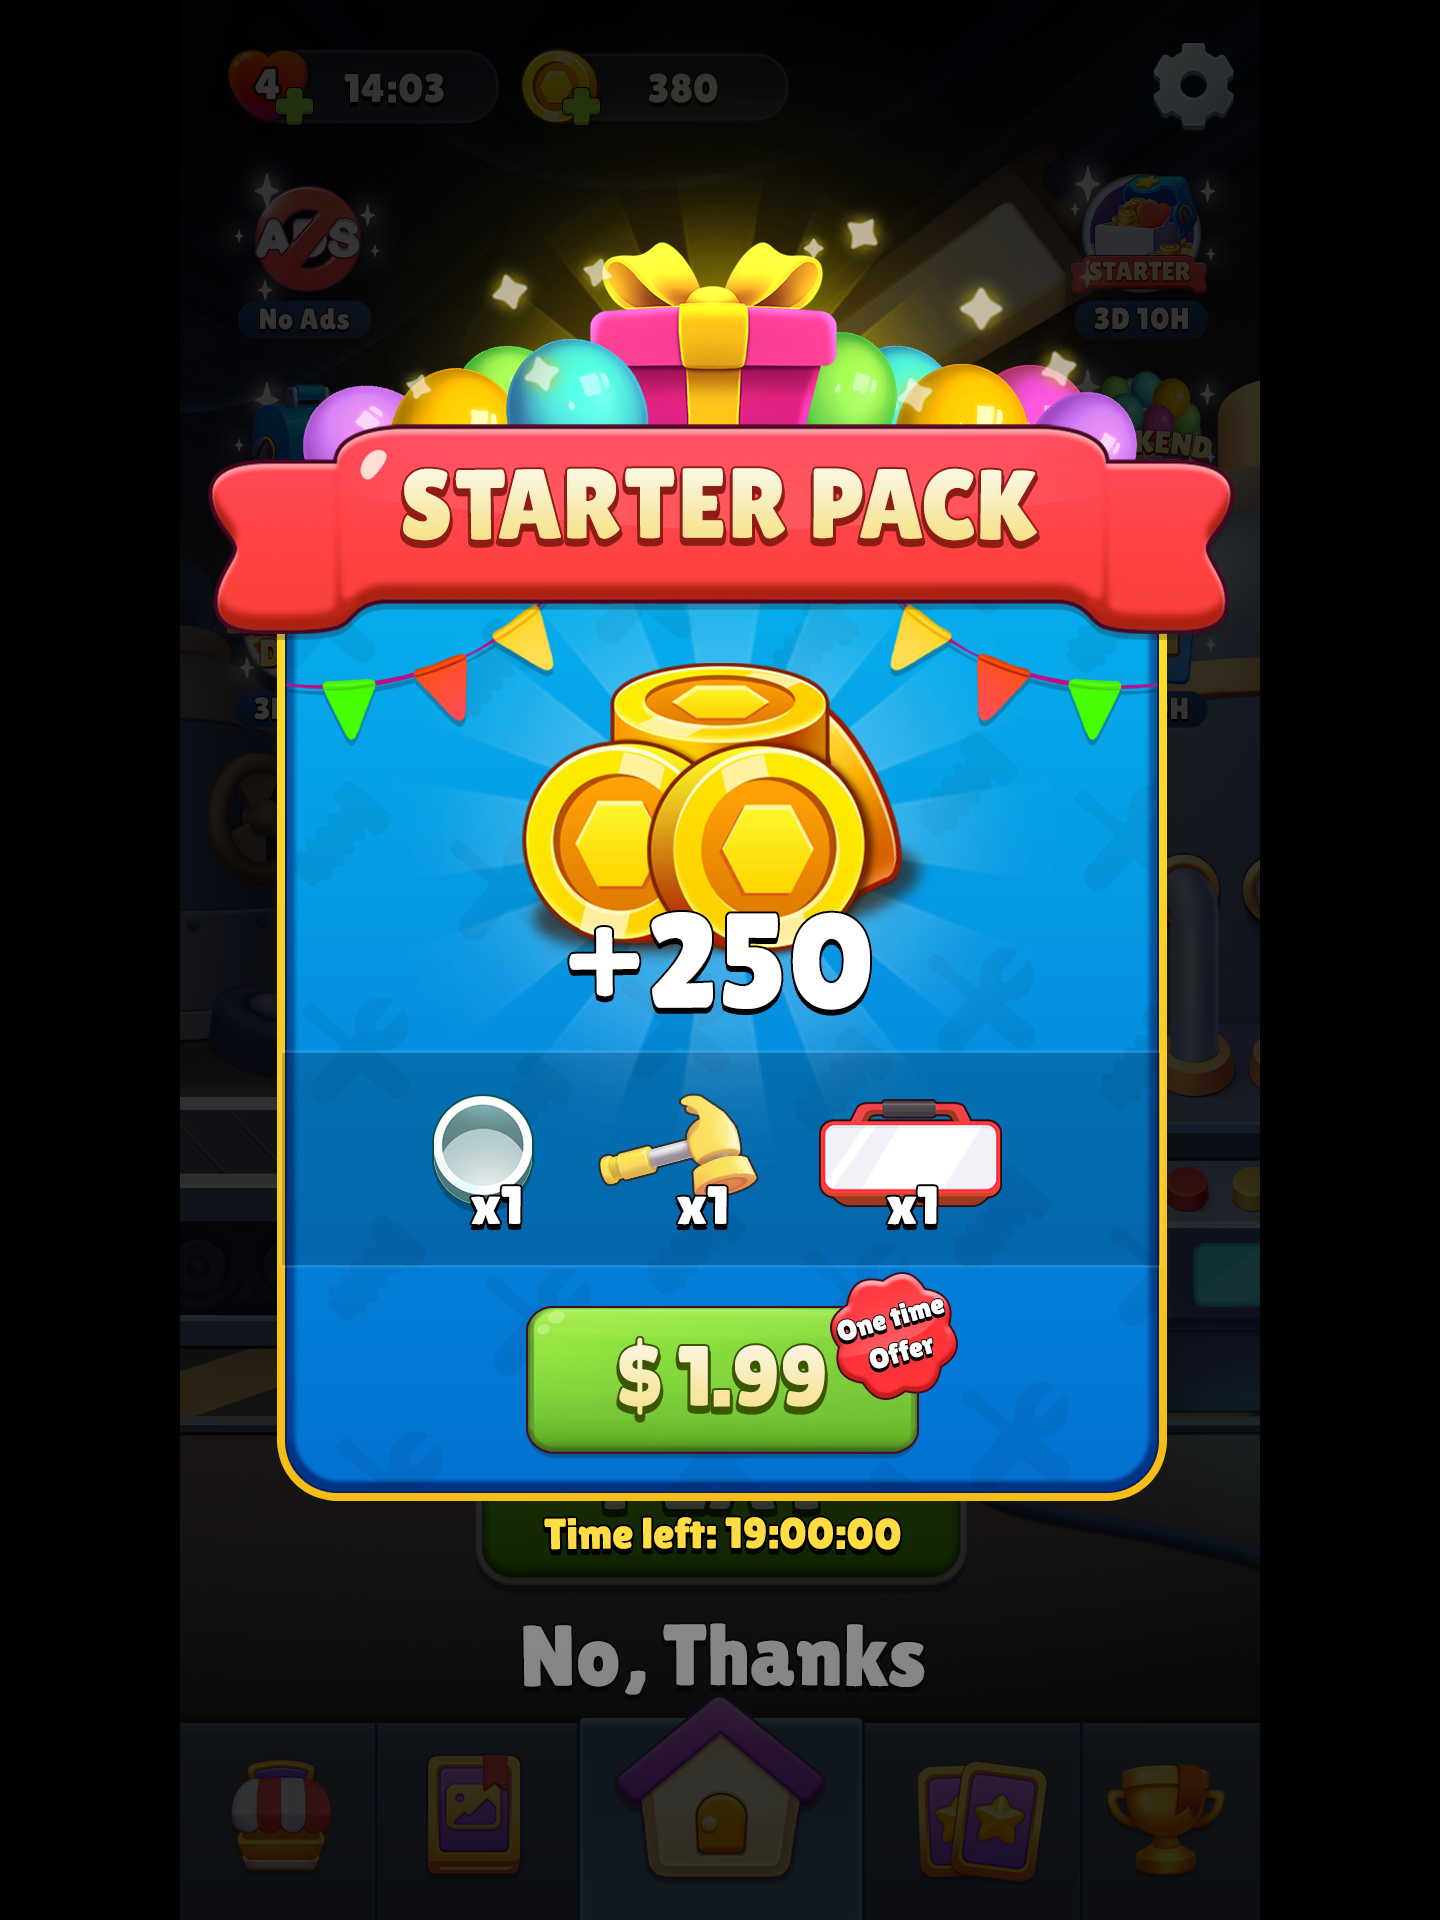 4
14:03
380
ADS
No Ads
STARTER
3D 10H
KEND
STARTER PACK
+250
x1
x1
x1
$ 1.99
One time
Offer
Time left: 19:00:00
No, Thanks